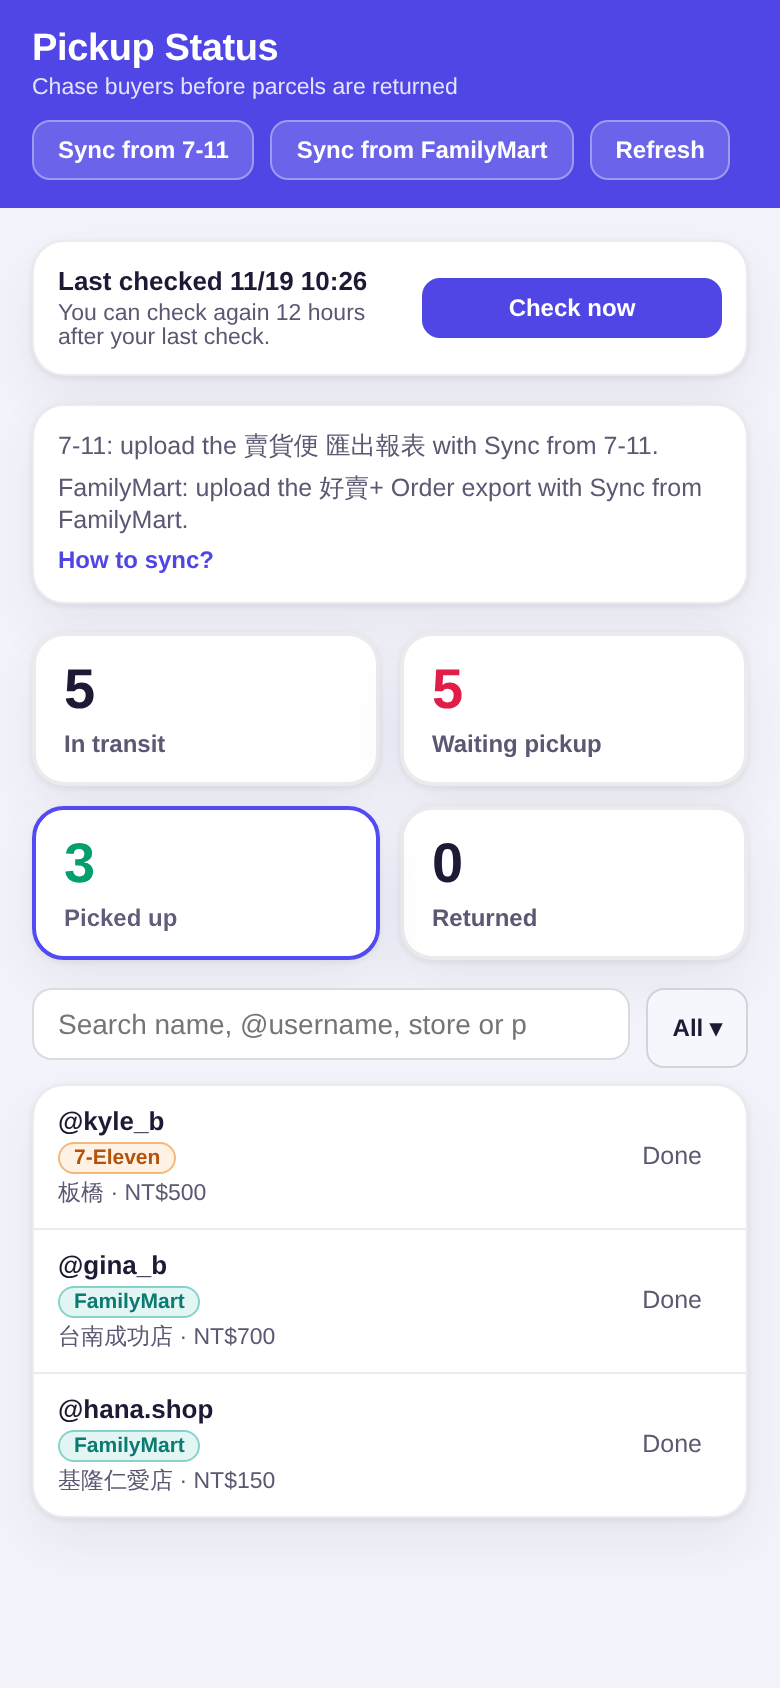 Pickup Status
Chase buyers before parcels are returned
Sync from 7-11
Sync from FamilyMart
Refresh
Last checked 11/19 10:26
You can check again 12 hours
after your last check.
Check now
7-11: upload the 賣貨便 匯出報表 with Sync from 7-11.
FamilyMart: upload the 好賣+ Order export with Sync from
FamilyMart.
How to sync?
5
In transit
5
Waiting pickup
3
Picked up
0
Returned
Search name, @username, store or p
All ▾
@kyle_b
7-Eleven
板橋 · NT$500
Done
@gina_b
FamilyMart
台南成功店 · NT$700
Done
@hana.shop
FamilyMart
基隆仁愛店 · NT$150
Done